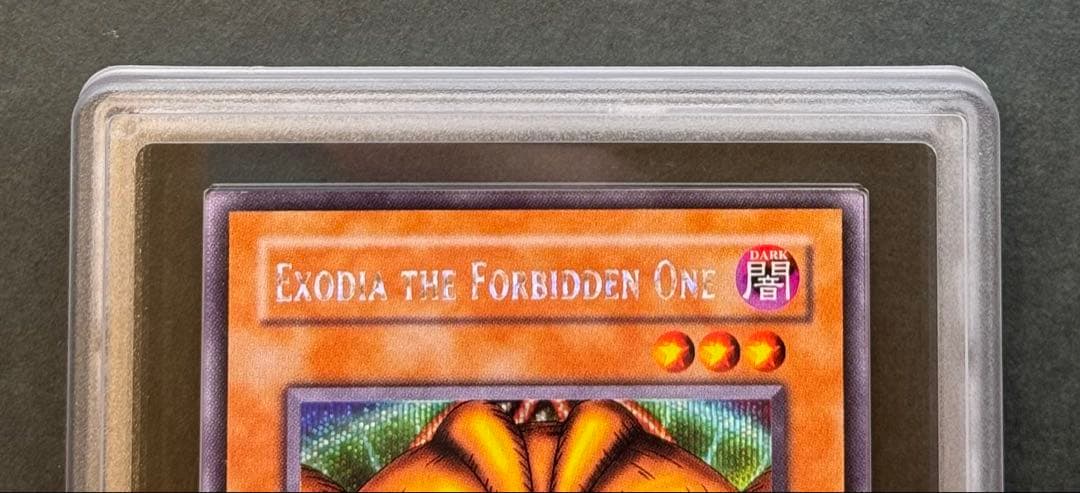 EXODIA THE FORBIDDEN ONE
DARK
闇